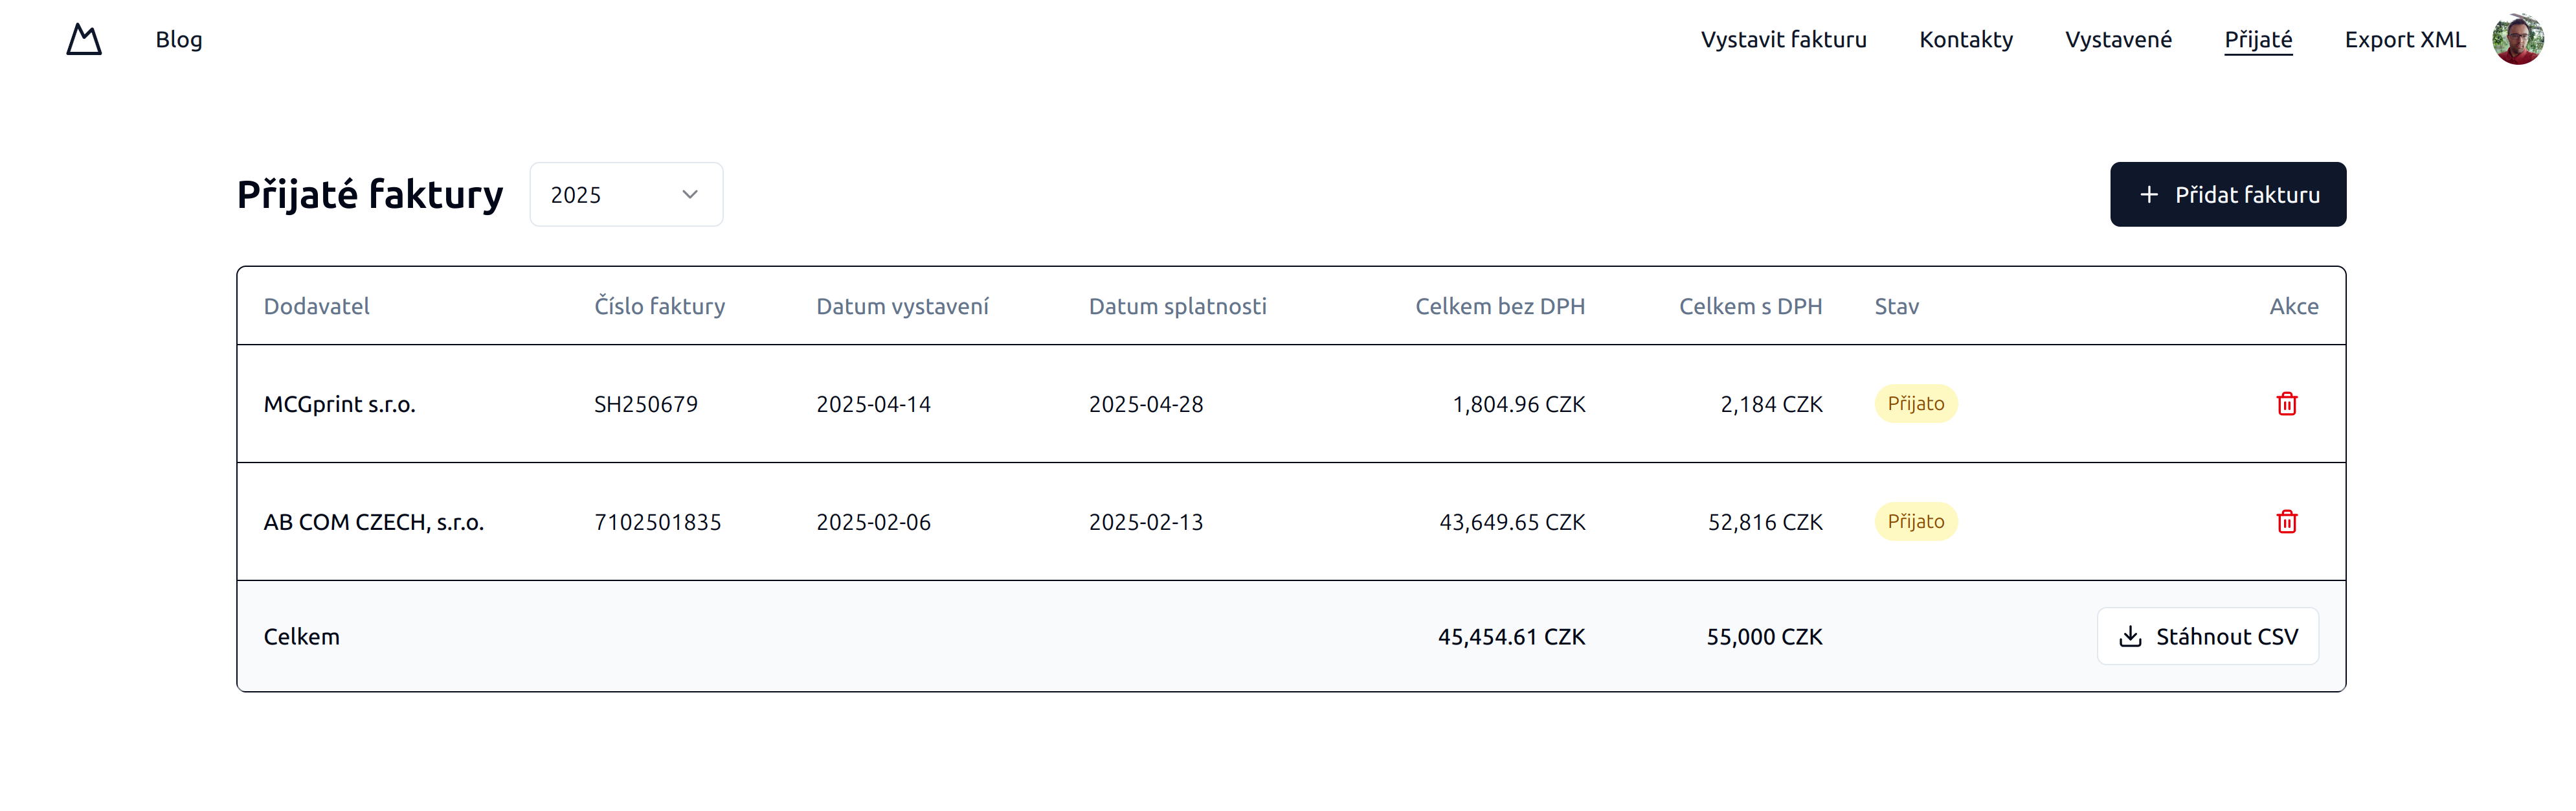 Blog Vystavit fakturu Kontakty Vystavené Přijaté Export XML
Přijaté faktury 2025 Přidat fakturu
Dodavatel Číslo faktury Datum vystavení Datum splatnosti Celkem bez DPH Celkem s DPH Stav Akce
MCGprint s.r.o. SH250679 2025-04-14 2025-04-28 1,804.96 CZK 2,184 CZK Přijato
AB COM CZECH, s.r.o. 7102501835 2025-02-06 2025-02-13 43,649.65 CZK 52,816 CZK Přijato
Celkem 45,454.61 CZK 55,000 CZK Stáhnout CSV